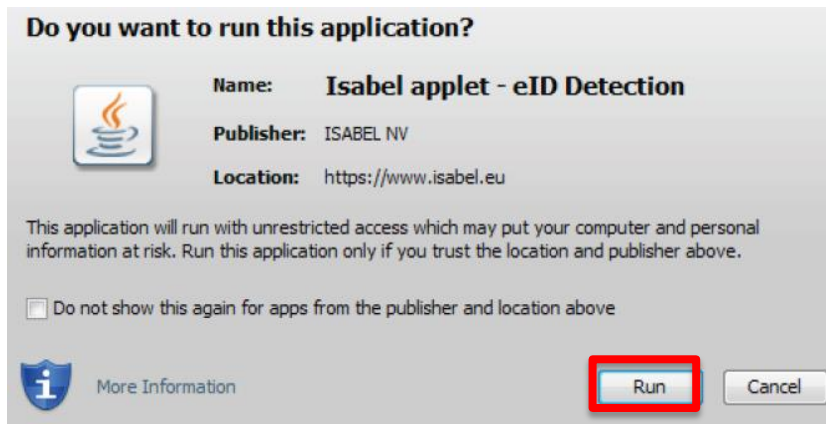 Do you want to run this application?
Name: Isabel applet - eID Detection
Publisher: ISABEL NV
Location: https://www.isabel.eu
This application will run with unrestricted access which may put your computer and personal
information at risk. Run this application only if you trust the location and publisher above.
Do not show this again for apps from the publisher and location above
More Information
Run
Cancel